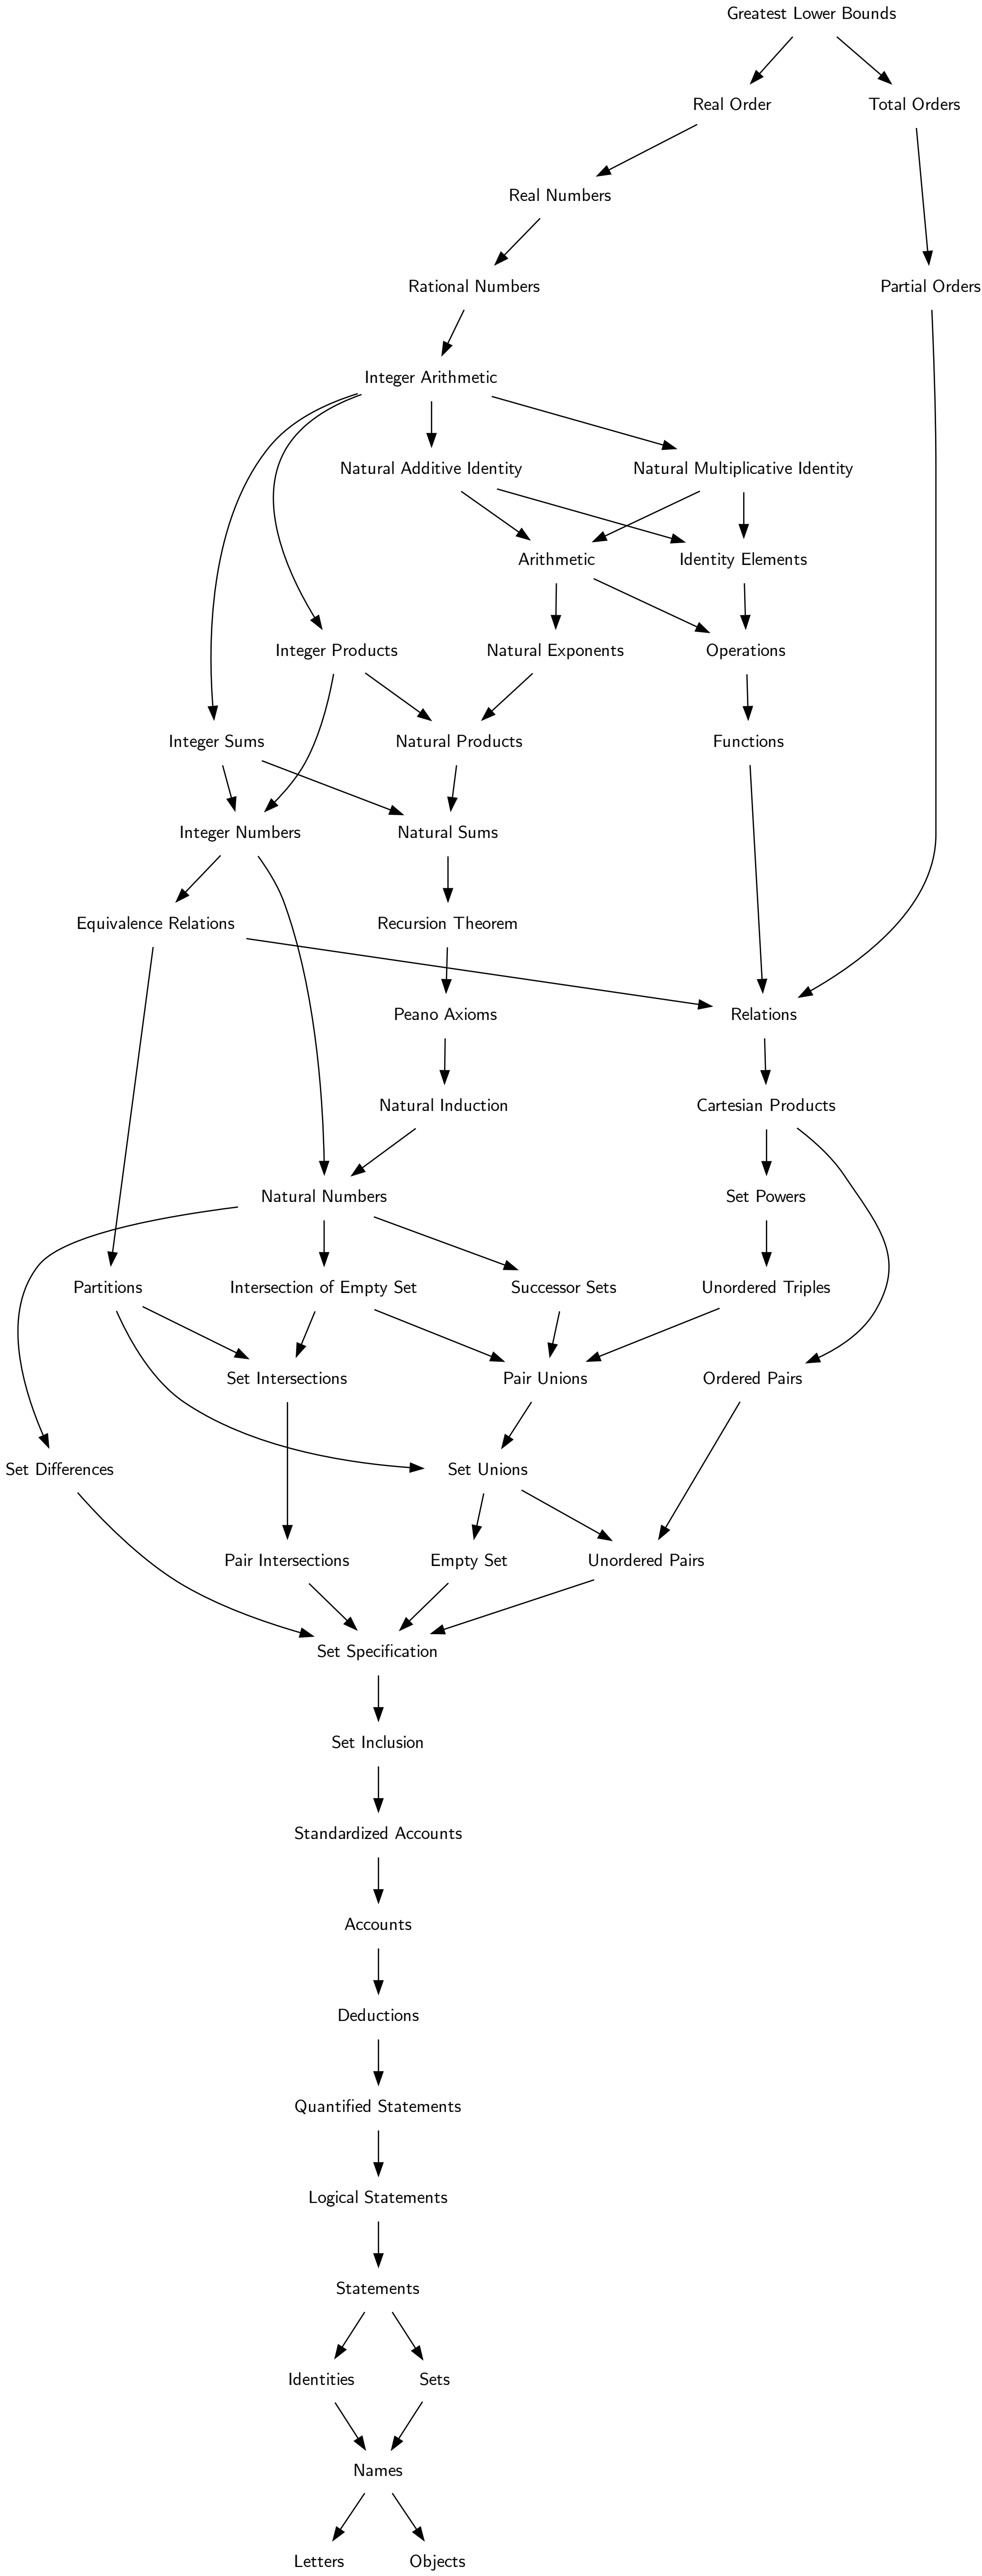 Greatest Lower Bounds
Real Order
Total Orders
Real Numbers
Rational Numbers
Partial Orders
Integer Arithmetic
Natural Additive Identity
Natural Multiplicative Identity
Arithmetic
Identity Elements
Integer Products
Natural Exponents
Operations
Integer Sums
Natural Products
Functions
Integer Numbers
Natural Sums
Equivalence Relations
Recursion Theorem
Peano Axioms
Relations
Natural Induction
Cartesian Products
Natural Numbers
Set Powers
Partitions
Intersection of Empty Set
Successor Sets
Unordered Triples
Set Intersections
Pair Unions
Ordered Pairs
Set Differences
Set Unions
Pair Intersections
Empty Set
Unordered Pairs
Set Specification
Set Inclusion
Standardized Accounts
Accounts
Deductions
Quantified Statements
Logical Statements
Statements
Identities
Sets
Names
Letters
Objects